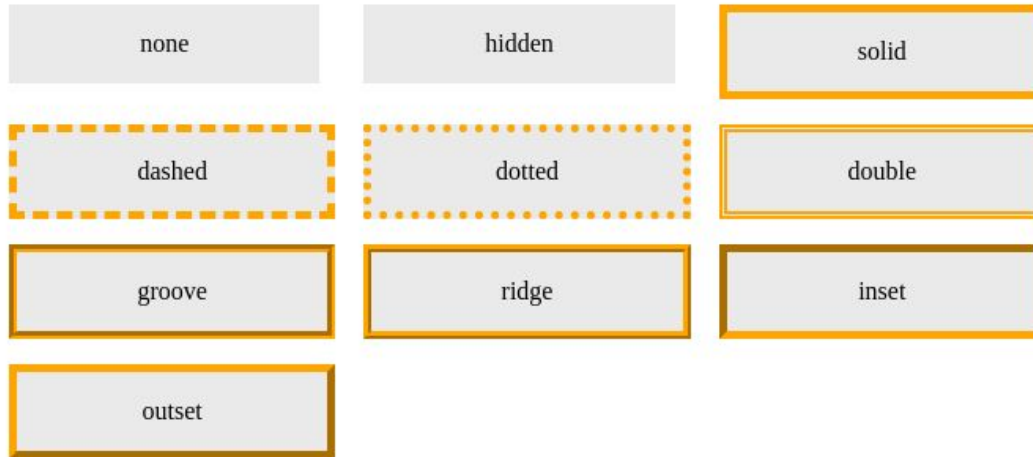 none
hidden
solid
dashed
dotted
double
groove
ridge
inset
outset